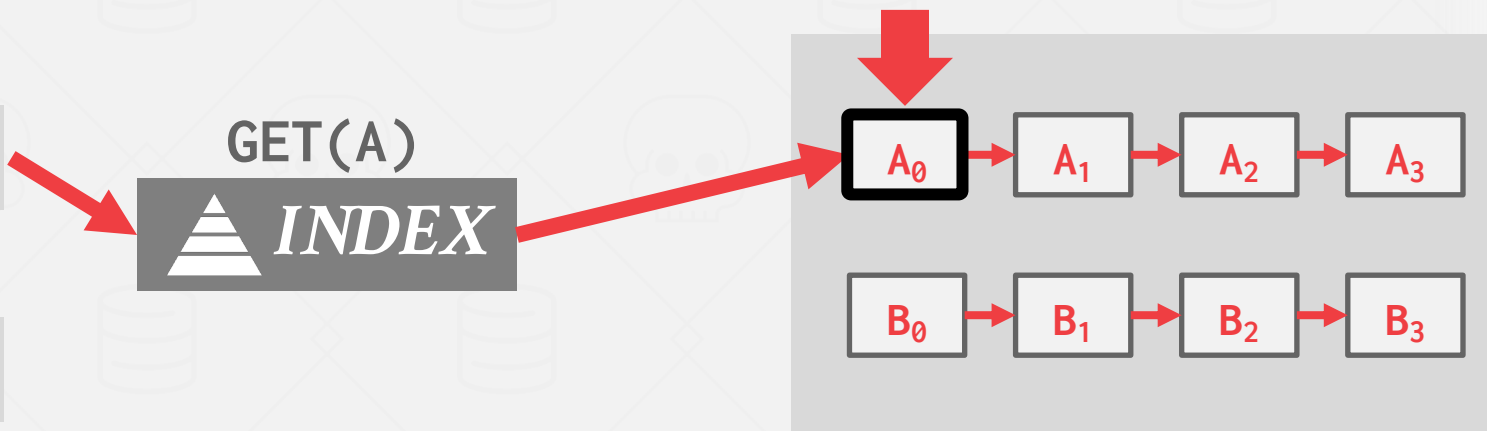 GET(A)
INDEX
A₀ A₁ A₂ A₃
B₀ B₁ B₂ B₃